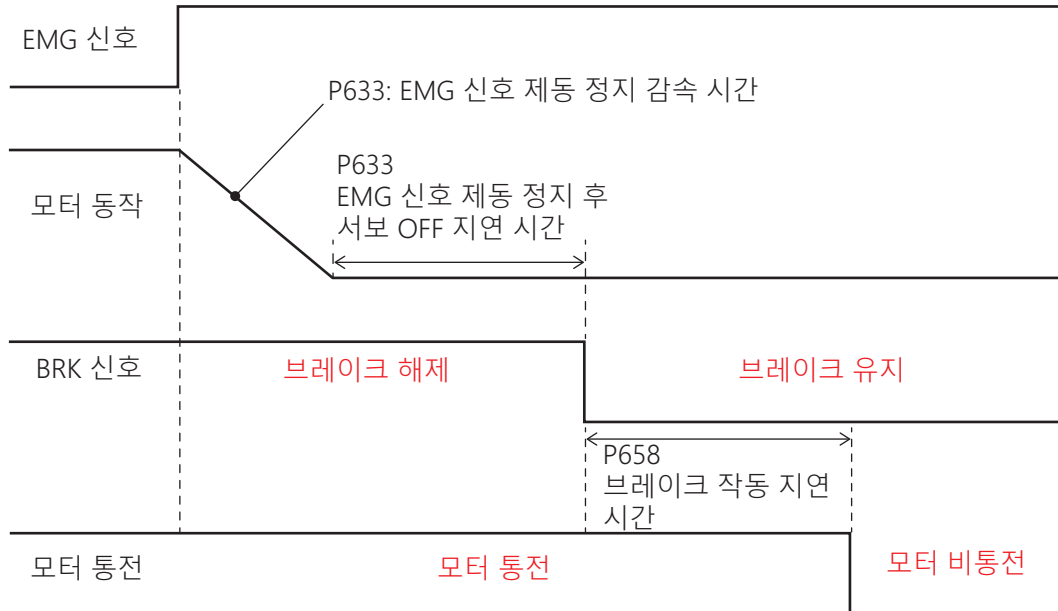 EMG 신호
P633: EMG 신호 제동 정지 감속 시간
P633
EMG 신호 제동 정지 후
서보 OFF 지연 시간
모터 동작
BRK 신호
브레이크 해제
브레이크 유지
P658
브레이크 작동 지연
시간
모터 통전
모터 통전
모터 비통전